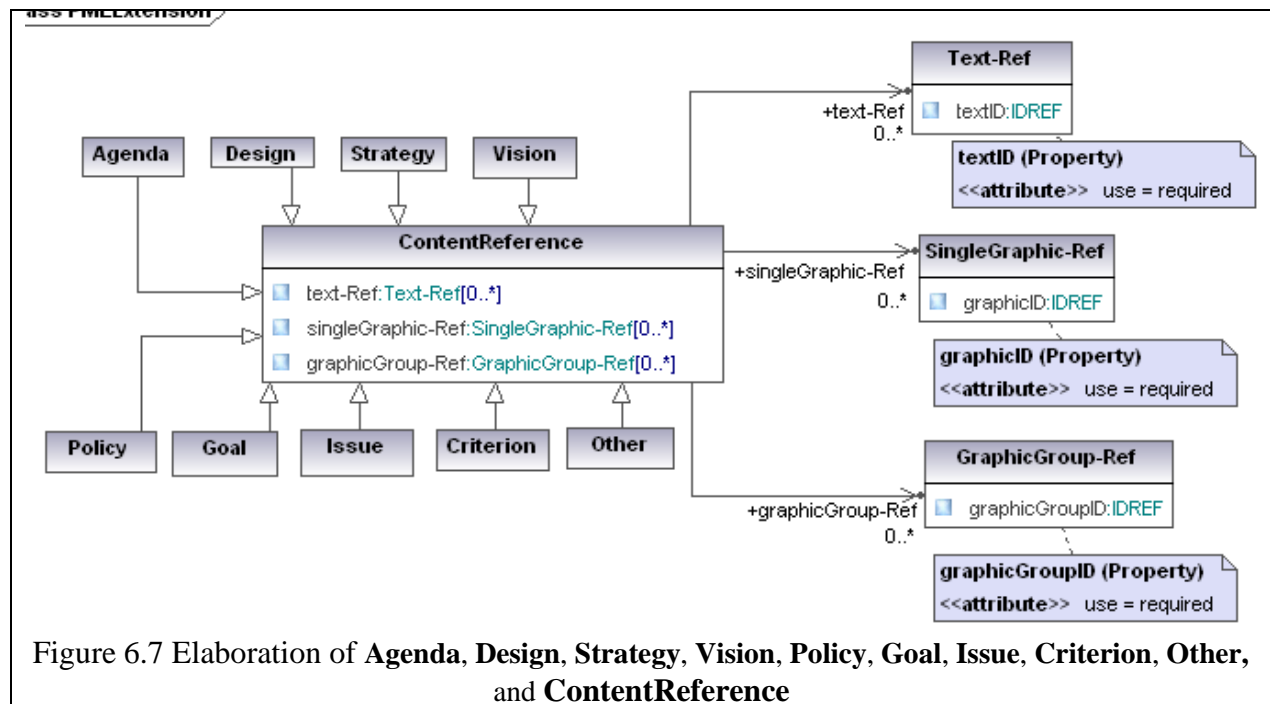 Text-Ref
textID:IDREF
+text-Ref
0..*
textID (Property)
<<attribute>> use = required
Agenda
Design
Strategy
Vision
ContentReference
text-Ref:Text-Ref[0..*]
singleGraphic-Ref:SingleGraphic-Ref[0..*]
graphicGroup-Ref:GraphicGroup-Ref[0..*]
SingleGraphic-Ref
graphicID:IDREF
+singleGraphic-Ref
0..*
graphicID (Property)
<<attribute>> use = required
Policy
Goal
Issue
Criterion
Other
GraphicGroup-Ref
graphicGroupID:IDREF
+graphicGroup-Ref
0..*
graphicGroupID (Property)
<<attribute>> use = required
Figure 6.7 Elaboration of Agenda, Design, Strategy, Vision, Policy, Goal, Issue, Criterion, Other,
and ContentReference